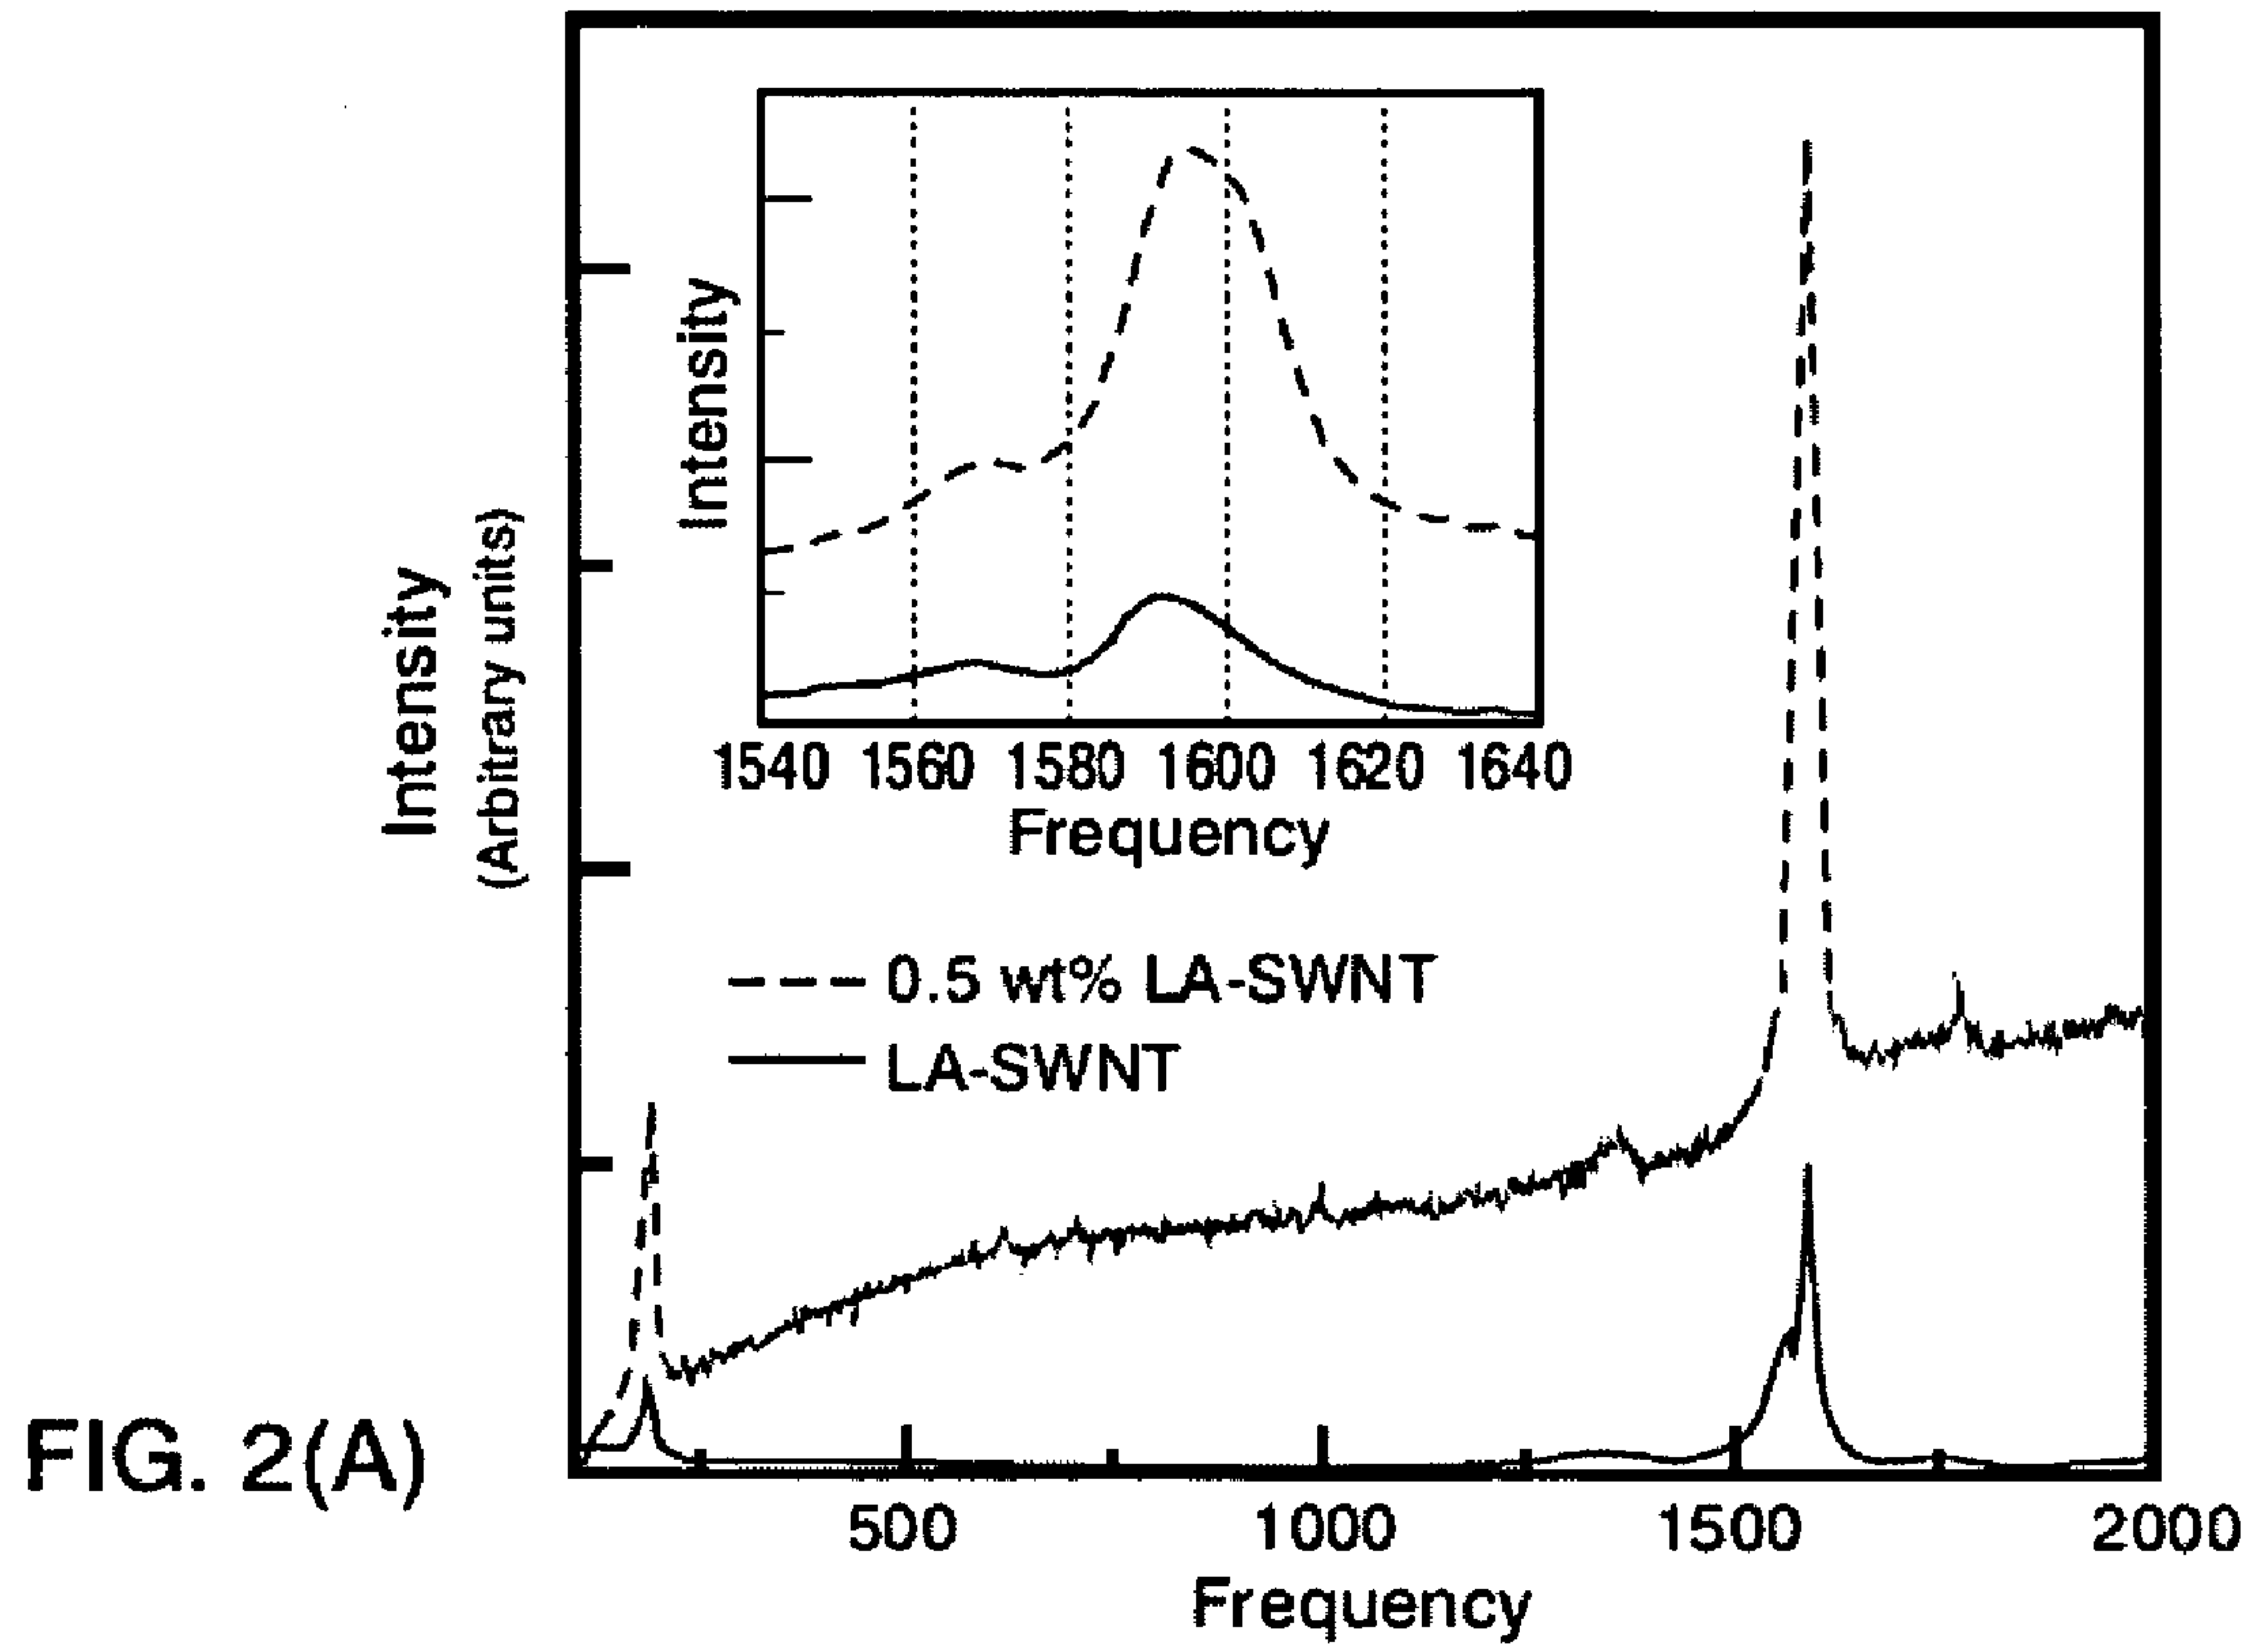 Intensity
1540 1560 1580 1600 1620 1640
Frequency
Intensity
(Arbitrary units)
0.5 wt% LA-SWNT
LA-SWNT
FIG. 2(A)
500 1000 1500 2000
Frequency